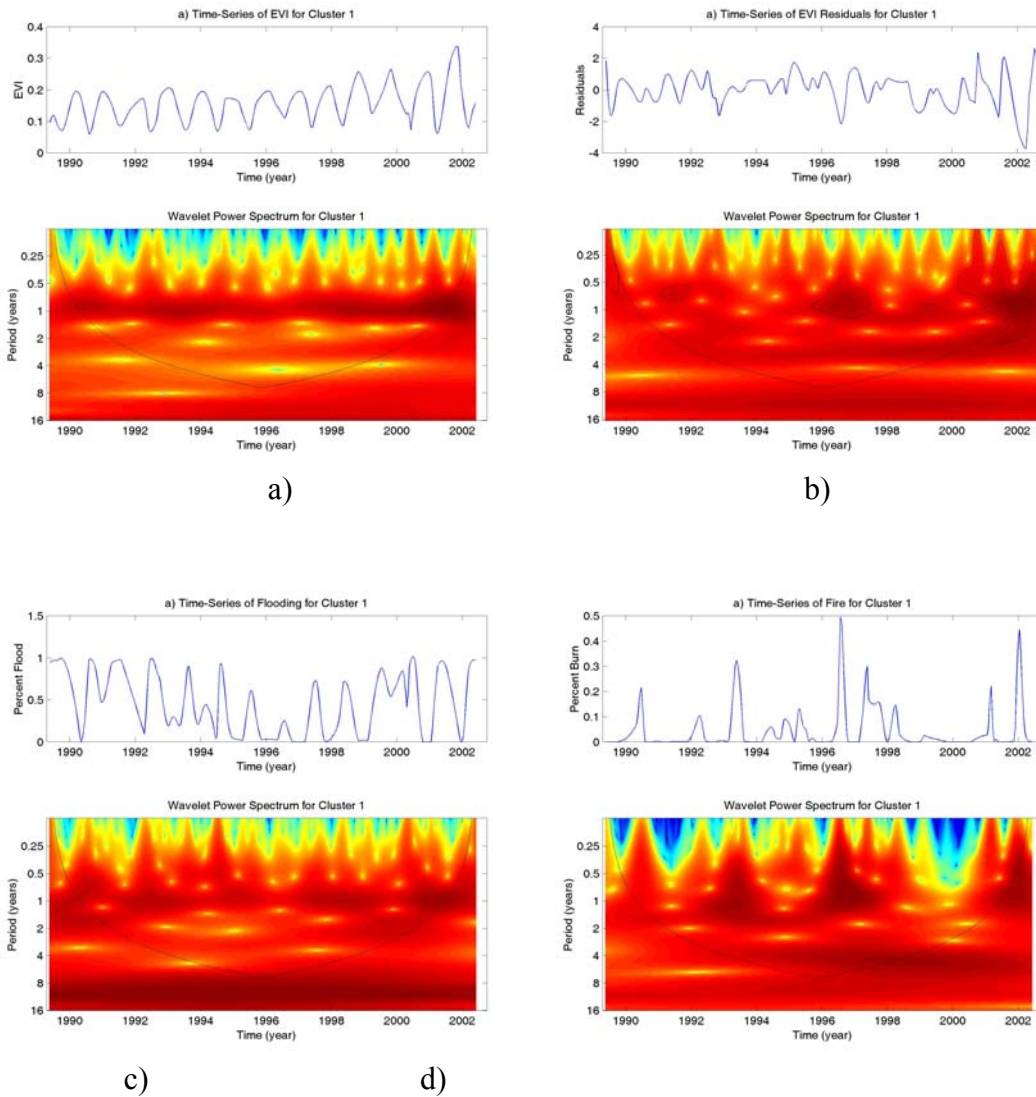 a) Time-Series of EVI for Cluster 1
0.4
0.3
0.2
0.1
0
EVI
1990 1992 1994 1996 1998 2000 2002
Time (year)
Wavelet Power Spectrum for Cluster 1
0.25
0.5
1
2
4
8
16
Period (years)
1990 1992 1994 1996 1998 2000 2002
Time (year)
a)
a) Time-Series of EVI Residuals for Cluster 1
4
2
0
-2
-4
Residuals
1990 1992 1994 1996 1998 2000 2002
Time (year)
Wavelet Power Spectrum for Cluster 1
0.25
0.5
1
2
4
8
16
Period (years)
1990 1992 1994 1996 1998 2000 2002
Time (year)
b)
a) Time-Series of Flooding for Cluster 1
1.5
1
0.5
0
Percent Flood
1990 1992 1994 1996 1998 2000 2002
Time (year)
Wavelet Power Spectrum for Cluster 1
0.25
0.5
1
2
4
8
16
Period (years)
1990 1992 1994 1996 1998 2000 2002
Time (year)
c)
a) Time-Series of Fire for Cluster 1
0.5
0.4
0.3
0.2
0.1
0
Percent Burn
1990 1992 1994 1996 1998 2000 2002
Time (year)
Wavelet Power Spectrum for Cluster 1
0.25
0.5
1
2
4
8
16
Period (years)
1990 1992 1994 1996 1998 2000 2002
Time (year)
d)